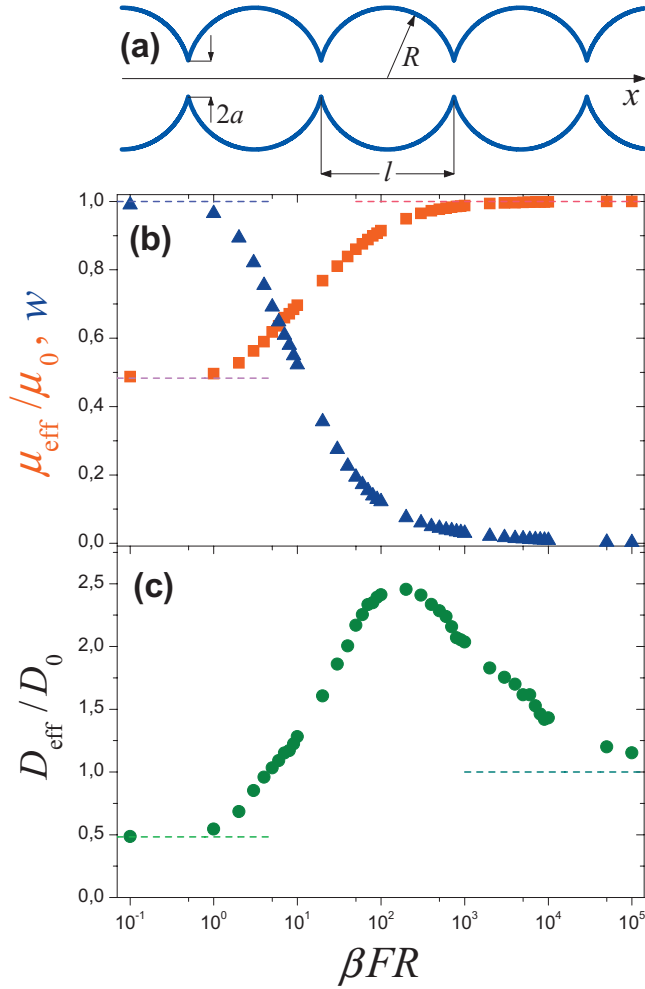 (a)
R
x
2a
l
(b)
μeff/μ0, w
1,0
0,8
0,6
0,4
0,2
0,0
(c)
Deff/D0
2,5
2,0
1,5
1,0
0,5
0,0
10⁻¹ 10⁰ 10¹ 10² 10³ 10⁴ 10⁵
βFR